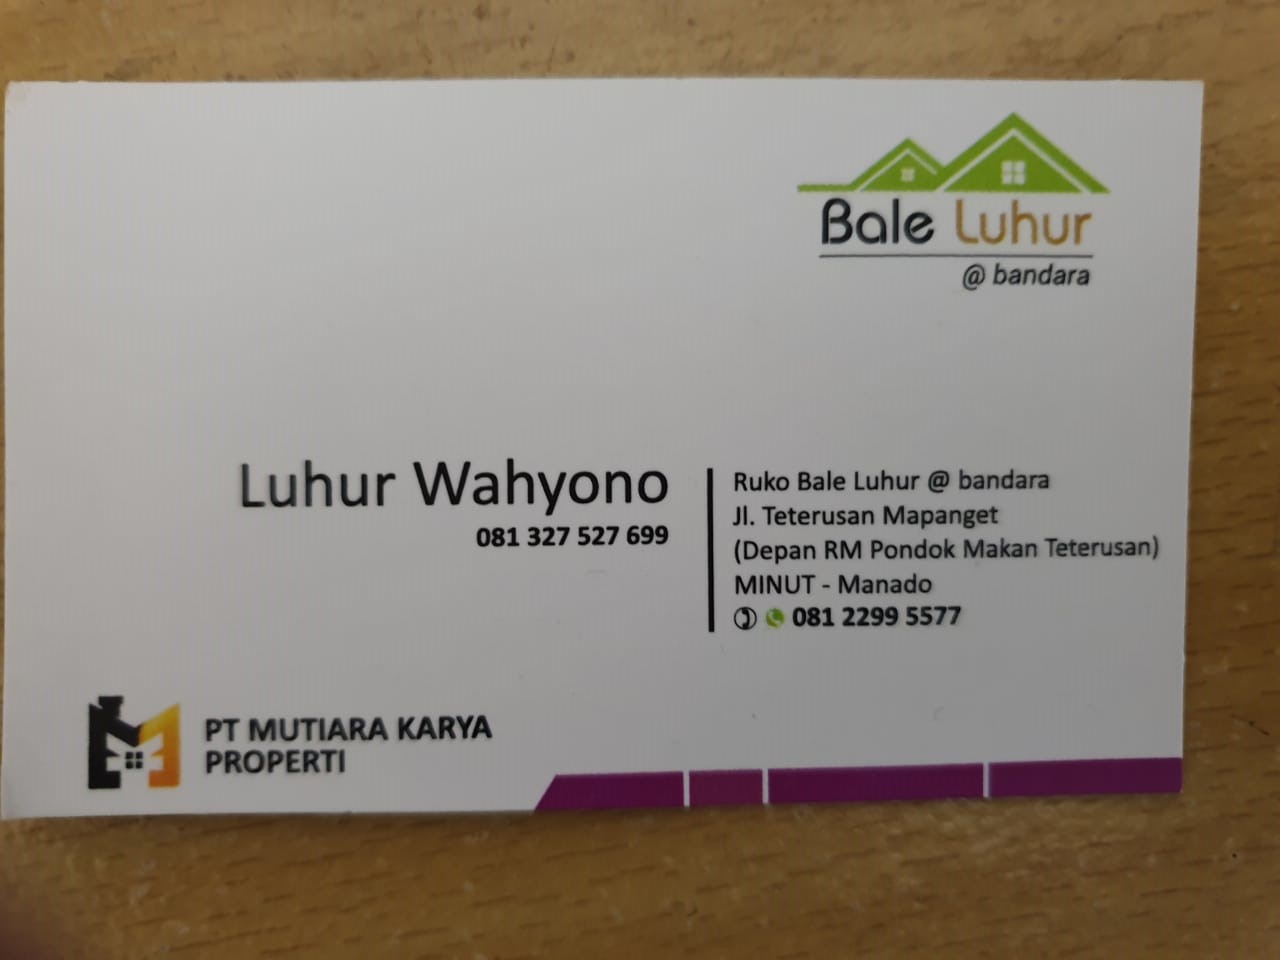 Bale Luhur
@ bandara
Luhur Wahyono
081 327 527 699
Ruko Bale Luhur @ bandara
Jl. Teterusan Mapanget
(Depan RM Pondok Makan Teterusan)
MINUT - Manado
081 2299 5577
PT MUTIARA KARYA
PROPERTI